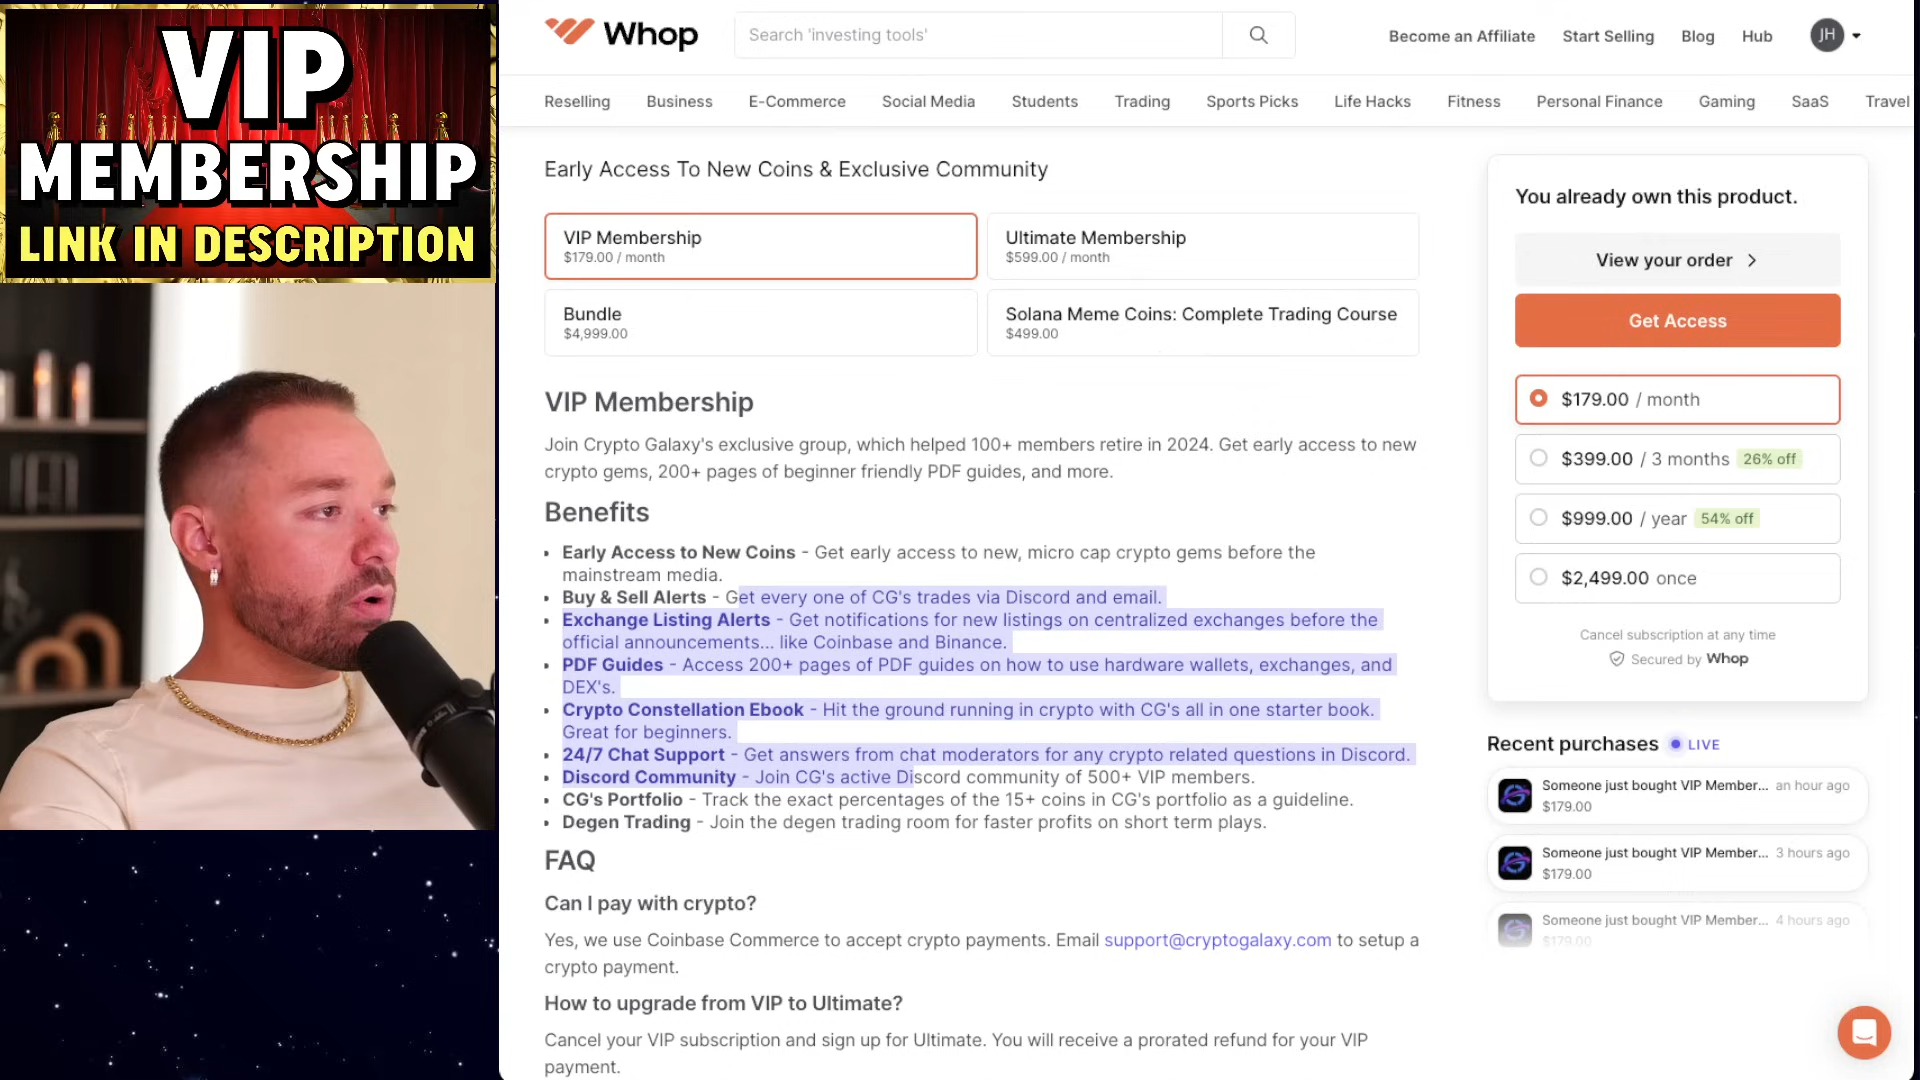 VIP
MEMBERSHIP
LINK IN DESCRIPTION
Whop
Search 'investing tools'
Become an Affiliate
Start Selling
Blog
Hub
JH
Reselling
Business
E-Commerce
Social Media
Students
Trading
Sports Picks
Life Hacks
Fitness
Personal Finance
Gaming
SaaS
Travel
Early Access To New Coins & Exclusive Community
VIP Membership
$179.00 / month
Ultimate Membership
$599.00 / month
Bundle
$4,999.00
Solana Meme Coins: Complete Trading Course
$499.00
VIP Membership
Join Crypto Galaxy's exclusive group, which helped 100+ members retire in 2024. Get early access to new
crypto gems, 200+ pages of beginner friendly PDF guides, and more.
Benefits
• Early Access to New Coins - Get early access to new, micro cap crypto gems before the
mainstream media.
• Buy & Sell Alerts - Get every one of CG's trades via Discord and email.
• Exchange Listing Alerts - Get notifications for new listings on centralized exchanges before the
official announcements... like Coinbase and Binance.
• PDF Guides - Access 200+ pages of PDF guides on how to use hardware wallets, exchanges, and
DEX's.
• Crypto Constellation Ebook - Hit the ground running in crypto with CG's all in one starter book.
Great for beginners.
• 24/7 Chat Support - Get answers from chat moderators for any crypto related questions in Discord.
• Discord Community - Join CG's active Discord community of 500+ VIP members.
• CG's Portfolio - Track the exact percentages of the 15+ coins in CG's portfolio as a guideline.
• Degen Trading - Join the degen trading room for faster profits on short term plays.
FAQ
Can I pay with crypto?
Yes, we use Coinbase Commerce to accept crypto payments. Email support@cryptogalaxy.com to setup a
crypto payment.
How to upgrade from VIP to Ultimate?
Cancel your VIP subscription and sign up for Ultimate. You will receive a prorated refund for your VIP
payment.
You already own this product.
View your order
Get Access
$179.00 / month
$399.00 / 3 months 26% off
$999.00 / year 54% off
$2,499.00 once
Cancel subscription at any time
Secured by Whop
Recent purchases LIVE
Someone just bought VIP Member... an hour ago
$179.00
Someone just bought VIP Member... 3 hours ago
$179.00
Someone just bought VIP Member... 4 hours ago
$179.00